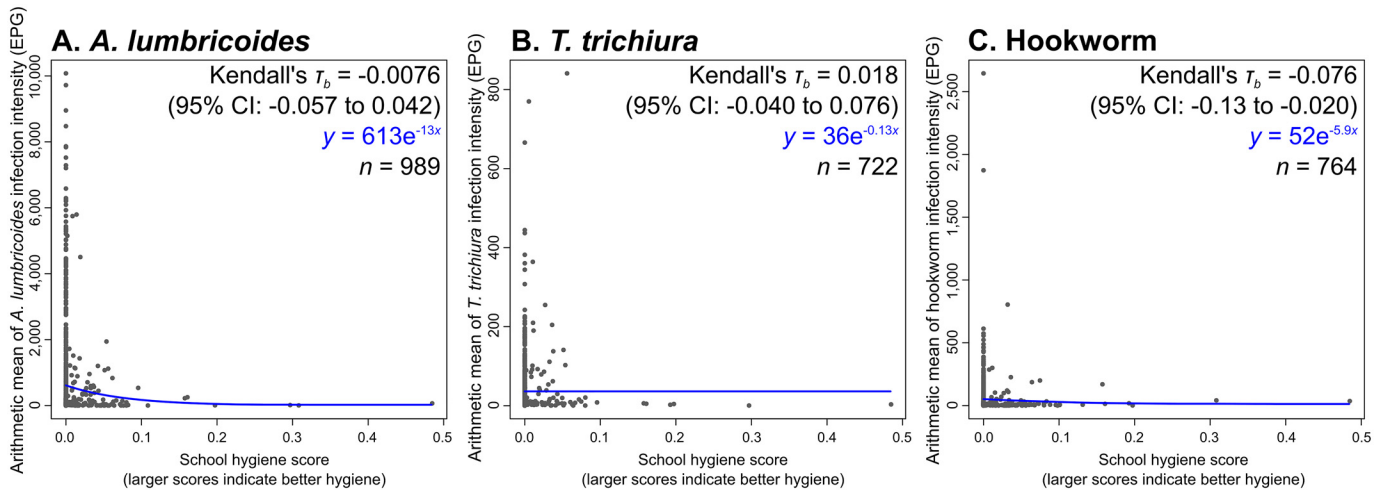 A. A. lumbricoides
Arithmetic mean of A. lumbricoides infection intensity (EPG)
10,000
8,000
6,000
4,000
2,000
0
Kendall's τb = -0.0076
(95% CI: -0.057 to 0.042)
y = 613e-13x
n = 989
0.0 0.1 0.2 0.3 0.4 0.5
School hygiene score
(larger scores indicate better hygiene)
B. T. trichiura
Arithmetic mean of T. trichiura infection intensity (EPG)
800
600
400
200
0
Kendall's τb = 0.018
(95% CI: -0.040 to 0.076)
y = 36e-0.13x
n = 722
0.0 0.1 0.2 0.3 0.4 0.5
School hygiene score
(larger scores indicate better hygiene)
C. Hookworm
Arithmetic mean of hookworm infection intensity (EPG)
2,500
2,000
1,500
1,000
500
0
Kendall's τb = -0.076
(95% CI: -0.13 to -0.020)
y = 52e-5.9x
n = 764
0.0 0.1 0.2 0.3 0.4 0.5
School hygiene score
(larger scores indicate better hygiene)